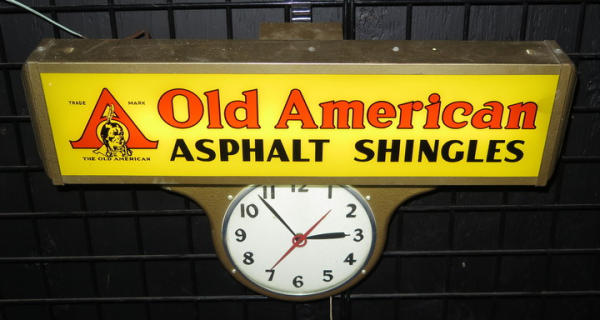 TRADE MARK
THE OLD AMERICAN
Old American
ASPHALT SHINGLES
11 12
10 2
9 3
8 4
7 5
6